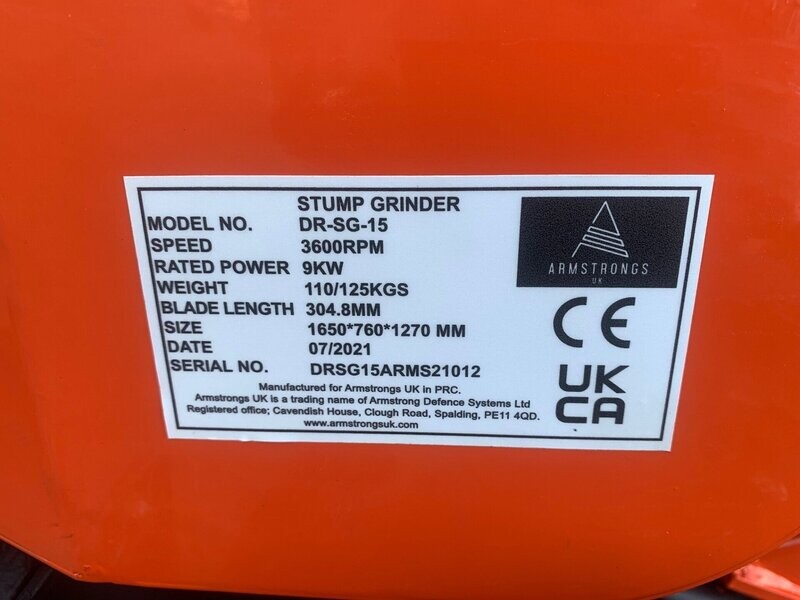 STUMP GRINDER
MODEL NO. DR-SG-15
SPEED 3600RPM
RATED POWER 9KW
WEIGHT 110/125KGS
BLADE LENGTH 304.8MM
SIZE 1650*760*1270 MM
DATE 07/2021
SERIAL NO. DRSG15ARMS21012
Manufactured for Armstrongs UK in PRC.
Armstrongs UK is a trading name of Armstrong Defence Systems Ltd
Registered office; Cavendish House, Clough Road, Spalding, PE11 4QD.
www.armstrongsuk.com
ARMSTRONGS
UK
CE
UK
CA